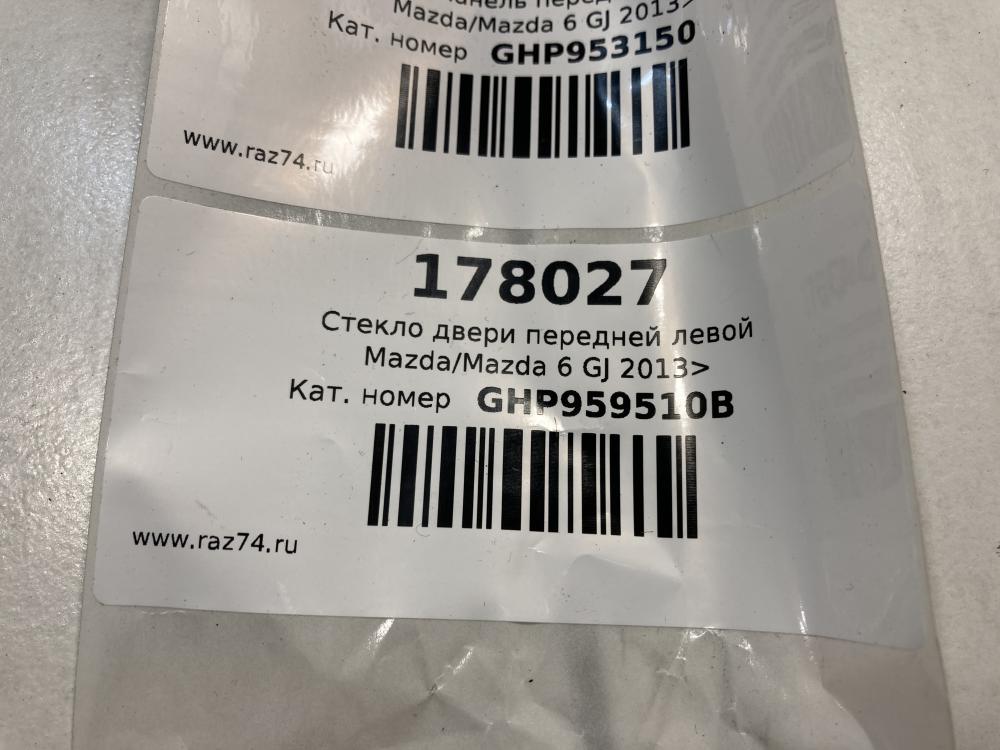 Mazda/Mazda 6 GJ 2013>
Кат. номер GHP953150
www.raz74.ru
178027
Стекло двери передней левой
Mazda/Mazda 6 GJ 2013>
Кат. номер GHP959510B
www.raz74.ru